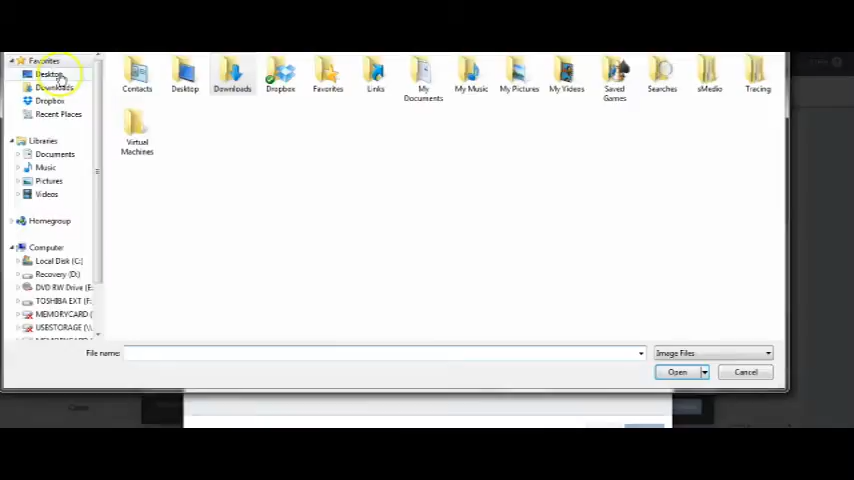 Favorites
Desktop
Downloads
Dropbox
Recent Places
Libraries
Documents
Music
Pictures
Videos
Homegroup
Computer
Local Disk (C:)
Recovery (D:)
DVD RW Drive (E:
TOSHIBA EXT (F:
MEMORYCARD (
USESTORAGE (\\
Contacts
Desktop
Downloads
Dropbox
Favorites
Links
My
Documents
My Music
My Pictures
My Videos
Saved
Games
Searches
sMedio
Tracing
Virtual
Machines
File name:
Image Files
Open
Cancel